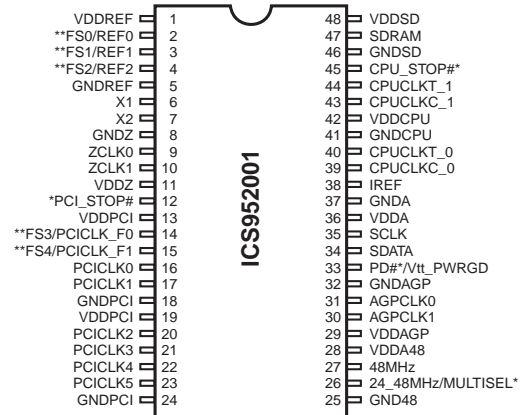 VDDREF 1 48 VDDSD
**FS0/REF0 2 47 SDRAM
**FS1/REF1 3 46 GNDSD
**FS2/REF2 4 45 CPU_STOP#*
GNDREF 5 44 CPUCLKT_1
X1 6 43 CPUCLKC_1
X2 7 42 VDDCPU
GNDZ 8 41 GNDCPU
ZCLK0 9 40 CPUCLKT_0
ZCLK1 10 39 CPUCLKC_0
VDDZ 11 38 IREF
*PCI_STOP# 12 37 GNDA
VDDPCI 13 36 VDDA
**FS3/PCICLK_F0 14 35 SCLK
**FS4/PCICLK_F1 15 34 SDATA
PCICLK0 16 33 PD#*/Vtt_PWRGD
PCICLK1 17 32 GNDAGP
GNDPCI 18 31 AGPCLK0
VDDPCI 19 30 AGPCLK1
PCICLK2 20 29 VDDAGP
PCICLK3 21 28 VDDA48
PCICLK4 22 27 48MHz
PCICLK5 23 26 24_48MHz/MULTISEL*
GNDPCI 24 25 GND48
ICS952001